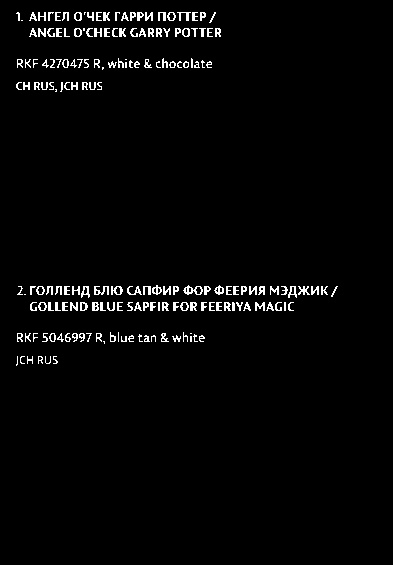 1. АНГЕЛ О'ЧЕК ГАРРИ ПОТТЕР /
ANGEL O'CHECK GARRY POTTER
RKF 4270475 R, white & chocolate
CH RUS, JCH RUS
2. ГОЛЛЕНД БЛЮ САПФИР ФОР ФЕЕРИЯ МЭДЖИК /
GOLLEND BLUE SAPFIR FOR FEERIYA MAGIC
RKF 5046997 R, blue tan & white
JCH RUS